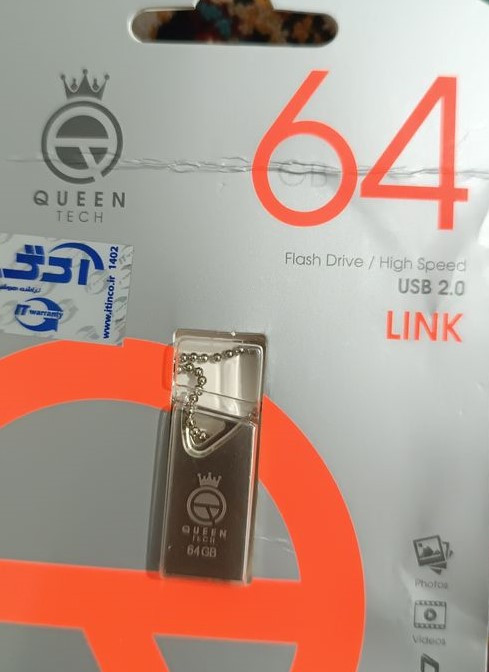 QUEEN
TECH
64
GB
Flash Drive / High Speed
USB 2.0
LINK
www.itinco.ir 1402
IT warranty
QUEEN
TECH
64GB
Photos
Videos